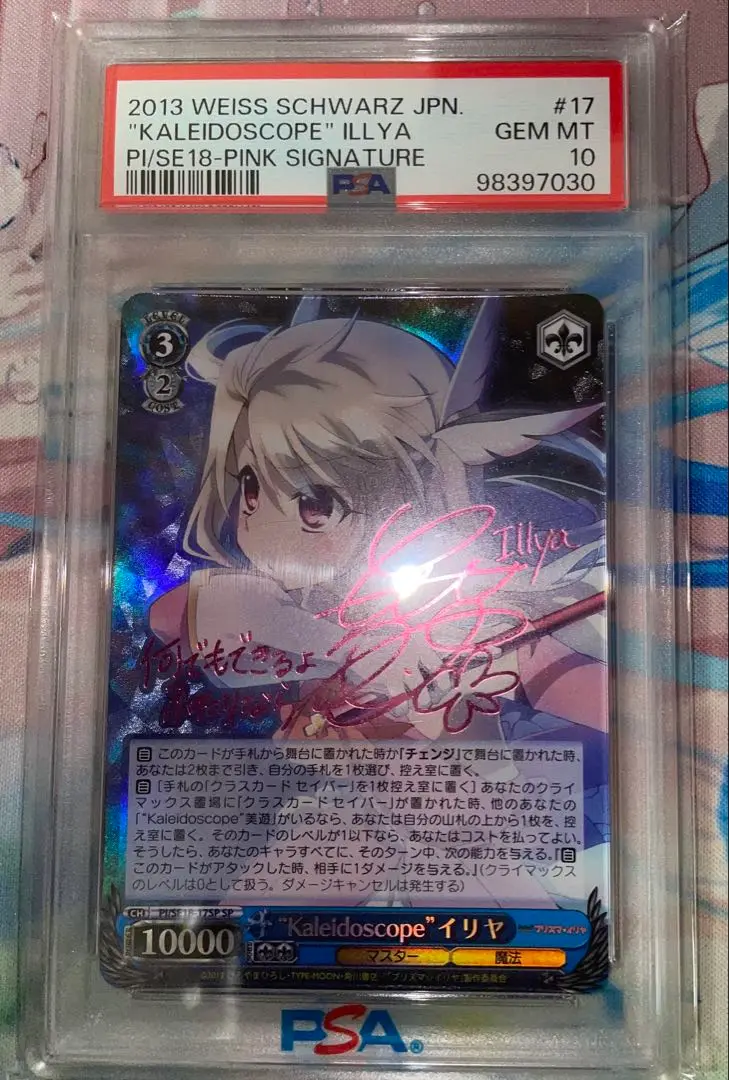 2013 WEISS SCHWARZ JPN. #17
"KALEIDOSCOPE" ILLYA GEM MT
PI/SE18-PINK SIGNATURE 10
PSA 98397030
LEVEL
3
2
COST
Illya
何でもできるよ
【自】 このカードが手札から舞台に置かれた時か「チェンジ」で舞台に置かれた時、
あなたは2枚まで引き、自分の手札を1枚選び、控え室に置く。
【自】 [手札の「クラスカード セイバー」を1枚控え室に置く] あなたのクライ
マックス置場に「クラスカード セイバー」が置かれた時、他のあなたの
「“Kaleidoscope”美遊」がいるなら、あなたは自分の山札の上から1枚を、控
え室に置く。そのカードのレベルが1以下なら、あなたはコストを払ってよい。
そうしたら、あなたのキャラすべてに、そのターン中、次の能力を与える。『【自】
このカードがアタックした時、相手に1ダメージを与える。』(クライマックス
のレベルは0として扱う。ダメージキャンセルは発生する)
CH PI/SE18-17SP SP
10000
“Kaleidoscope”イリヤ
プリズマ☆イリヤ
マスター 魔法
PSA®